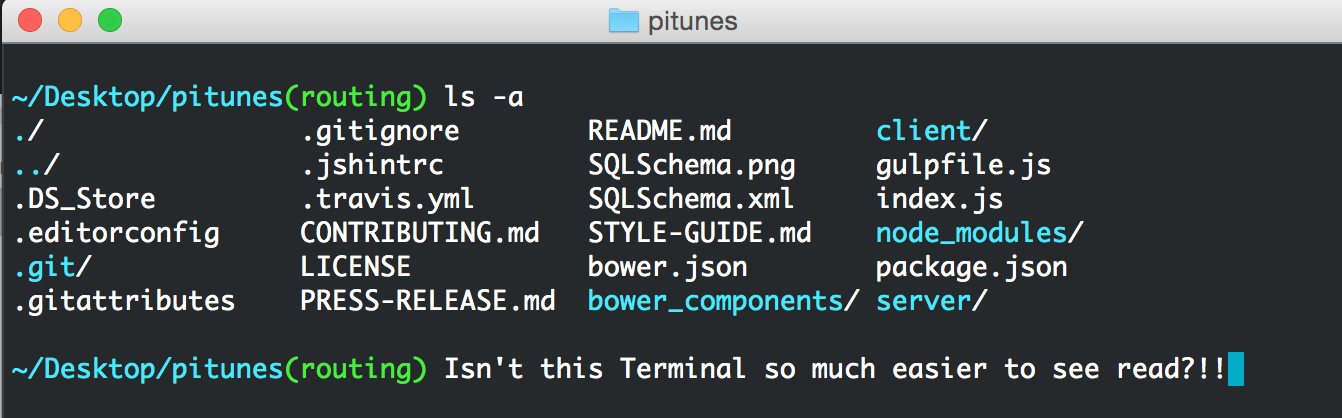 pitunes
~/Desktop/pitunes(routing) ls -a
./ .gitignore README.md client/
../ .jshintrc SQLSchema.png gulpfile.js
.DS_Store .travis.yml SQLSchema.xml index.js
.editorconfig CONTRIBUTING.md STYLE-GUIDE.md node_modules/
.git/ LICENSE bower.json package.json
.gitattributes PRESS-RELEASE.md bower_components/ server/
~/Desktop/pitunes(routing) Isn't this Terminal so much easier to see read?!!